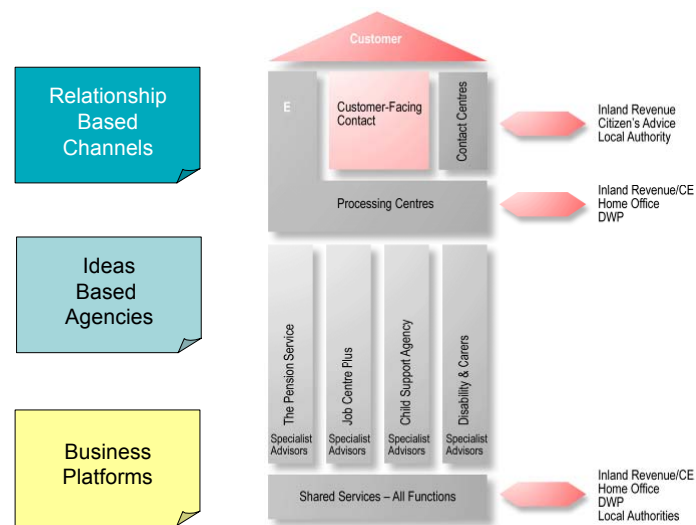 Customer
Relationship
Based
Channels
E
Customer-Facing
Contact
Contact Centres
Inland Revenue
Citizen's Advice
Local Authority
Processing Centres
Inland Revenue/CE
Home Office
DWP
Ideas
Based
Agencies
The Pension Service
Job Centre Plus
Child Support Agency
Disability & Carers
Specialist
Advisors
Specialist
Advisors
Specialist
Advisors
Specialist
Advisors
Business
Platforms
Shared Services – All Functions
Inland Revenue/CE
Home Office
DWP
Local Authorities